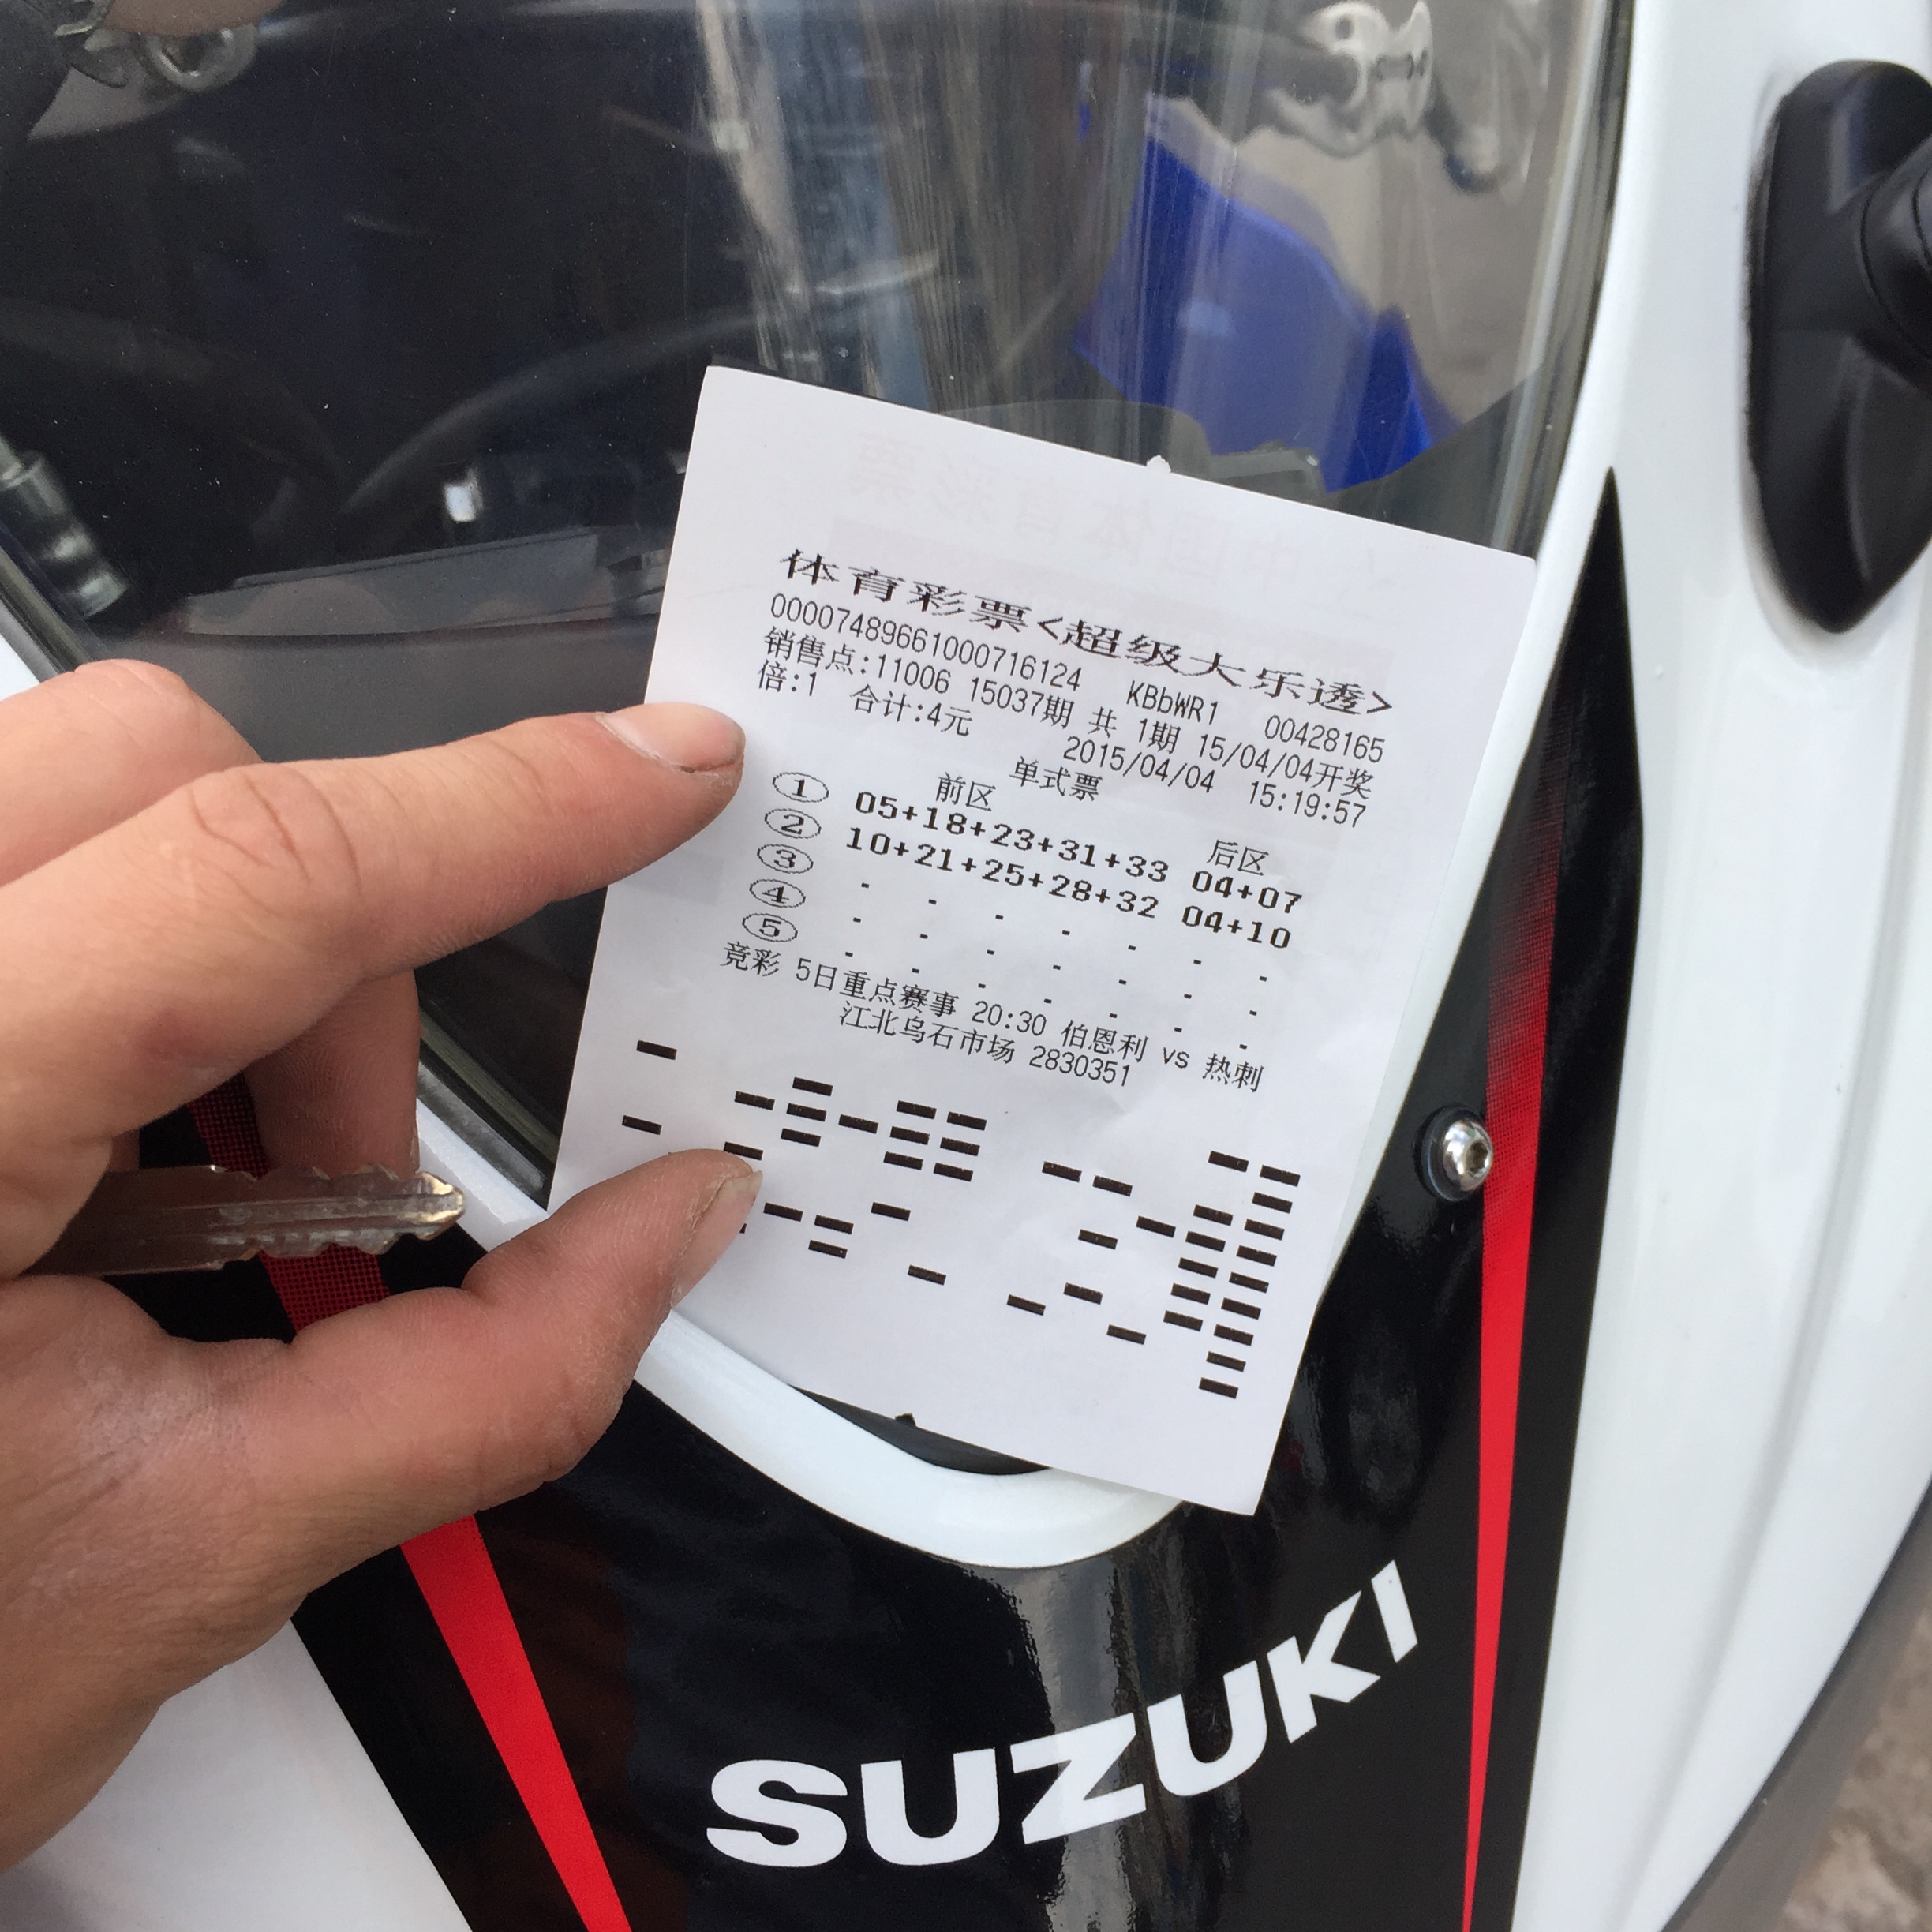 体育彩票<超级大乐透>
00007489661000716124 KBbWR1 00428165
销售点:11006 15037期 共 1期 15/04/04开奖
倍:1 合计:4元 2015/04/04 15:19:57
单式票
前区 后区
① 05+18+23+31+33 04+07
② 10+21+25+28+32 04+10
③ - - - - - - -
④ - - - - - - -
⑤ - - - - - - -
竞彩 5日重点赛事 20:30 伯恩利 vs 热刺
江北乌石市场 2830351
SUZUKI